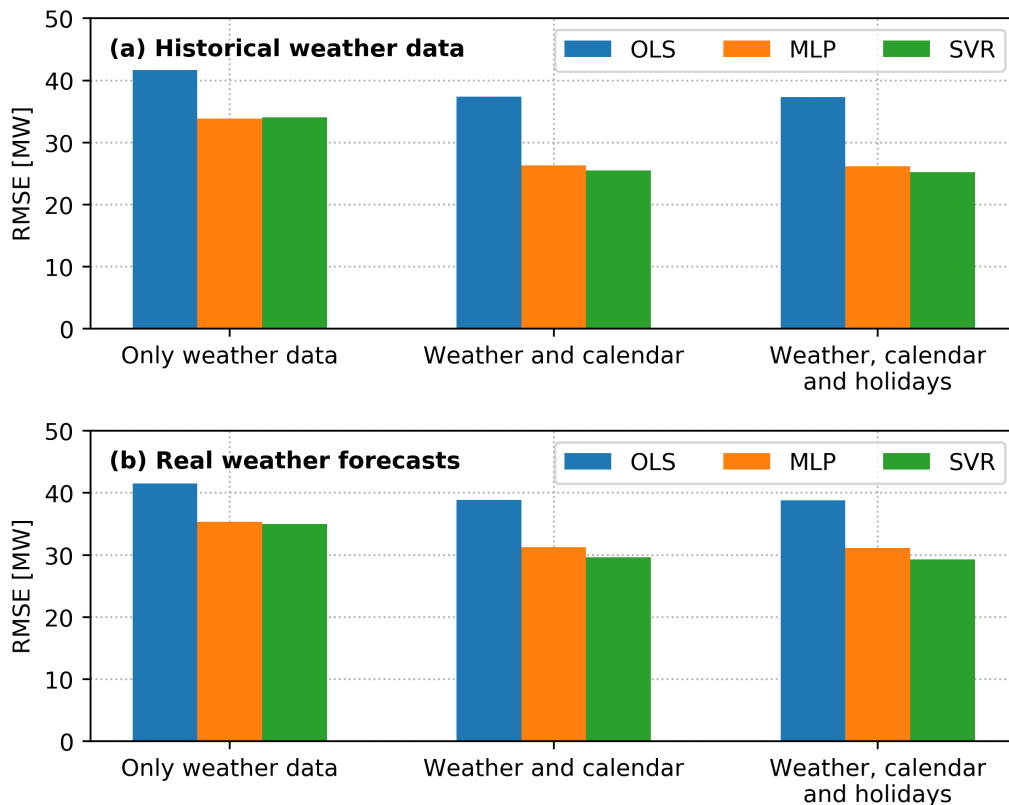 50
40
30
20
10
0
RMSE [MW]
(a) Historical weather data
OLS MLP SVR
Only weather data
Weather and calendar
Weather, calendar
and holidays
50
40
30
20
10
0
RMSE [MW]
(b) Real weather forecasts
OLS MLP SVR
Only weather data
Weather and calendar
Weather, calendar
and holidays